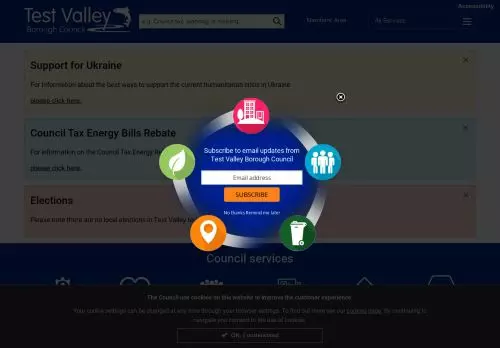 Accessibility
Test Valley
Borough Council
e.g. Council tax, planning, or parking
Members' Area
All Services
Support for Ukraine
For information about the best ways to support the current humanitarian crisis in Ukraine
please click here.
Subscribe to email updates from
Test Valley Borough Council
Email address
SUBSCRIBE
No thanks Remind me later
Council Tax Energy Bills Rebate
For information on the Council Tax Energy
please click here.
Elections
Please note there are no local elections in Test Valley
Council services
The Council use cookies on this website to improve the customer experience
Your cookie settings can be changed at any time through your browser settings. To find out more see our cookies page. By continuing to
navigate you consent to the use of cookies.
✔ OK, I understand